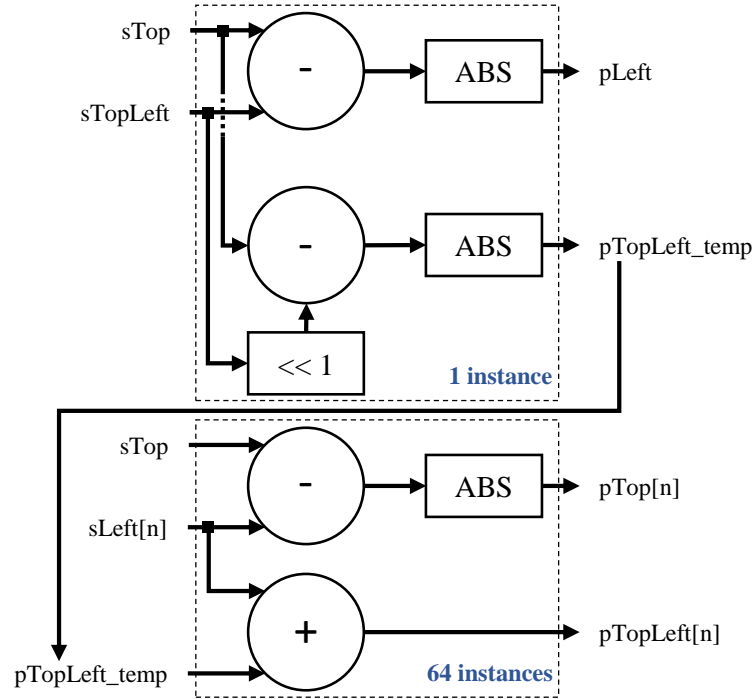 sTop
-
ABS
pLeft
sTopLeft
-
ABS
pTopLeft_temp
<< 1
1 instance
sTop
-
ABS
pTop[n]
sLeft[n]
+
pTopLeft[n]
pTopLeft_temp
64 instances